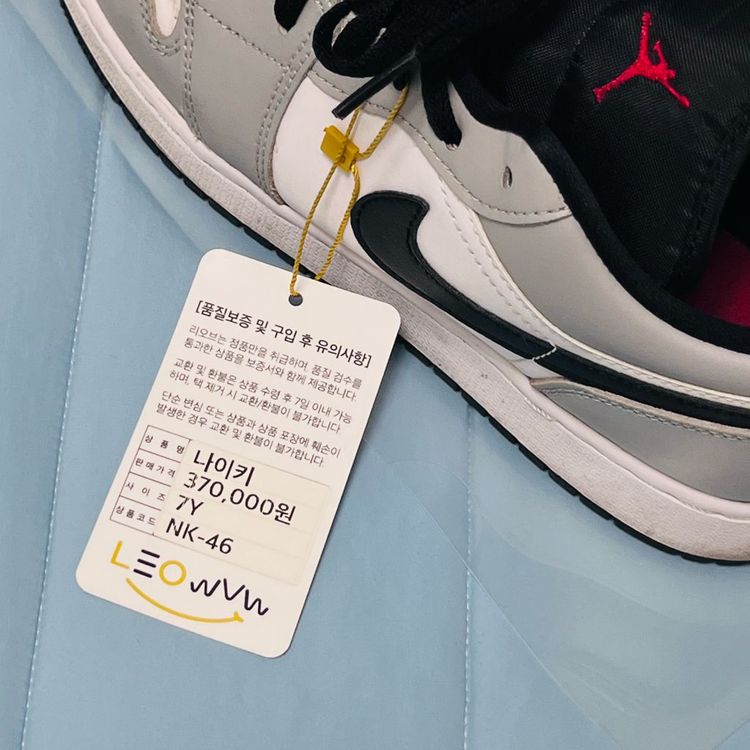 [품질보증 및 구입 후 유의사항]
리오브는 정품만을 취급하며, 품질 검수를
통과한 상품을 보증서와 함께 제공합니다.
교환 및 환불은 상품 수령 후 7일 이내 가능
하며, 택 제거 시 교환/환불이 불가합니다.
단순 변심 또는 상품과 상품 포장에 훼손이
발생한 경우 교환 및 환불이 불가합니다.
상품명 나이키
판매가격 370,000원
사이즈 7Y
상품코드 NK-46
LEOwVw